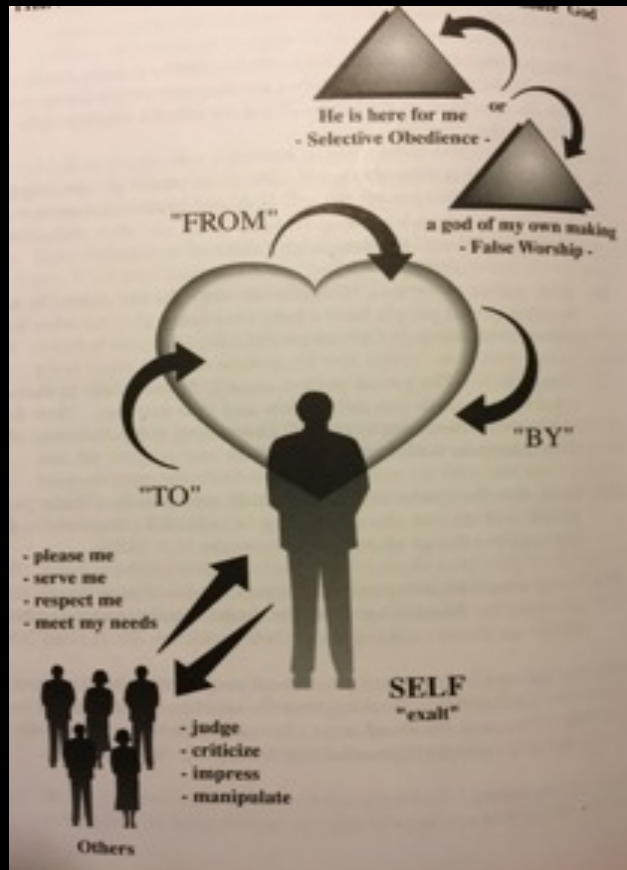 God
He is here for me
or
- Selective Obedience -
a god of my own making
- False Worship -
"FROM"
"BY"
"TO"
- please me
- serve me
- respect me
- meet my needs
SELF
"exalt"
- judge
- criticize
- impress
- manipulate
Others